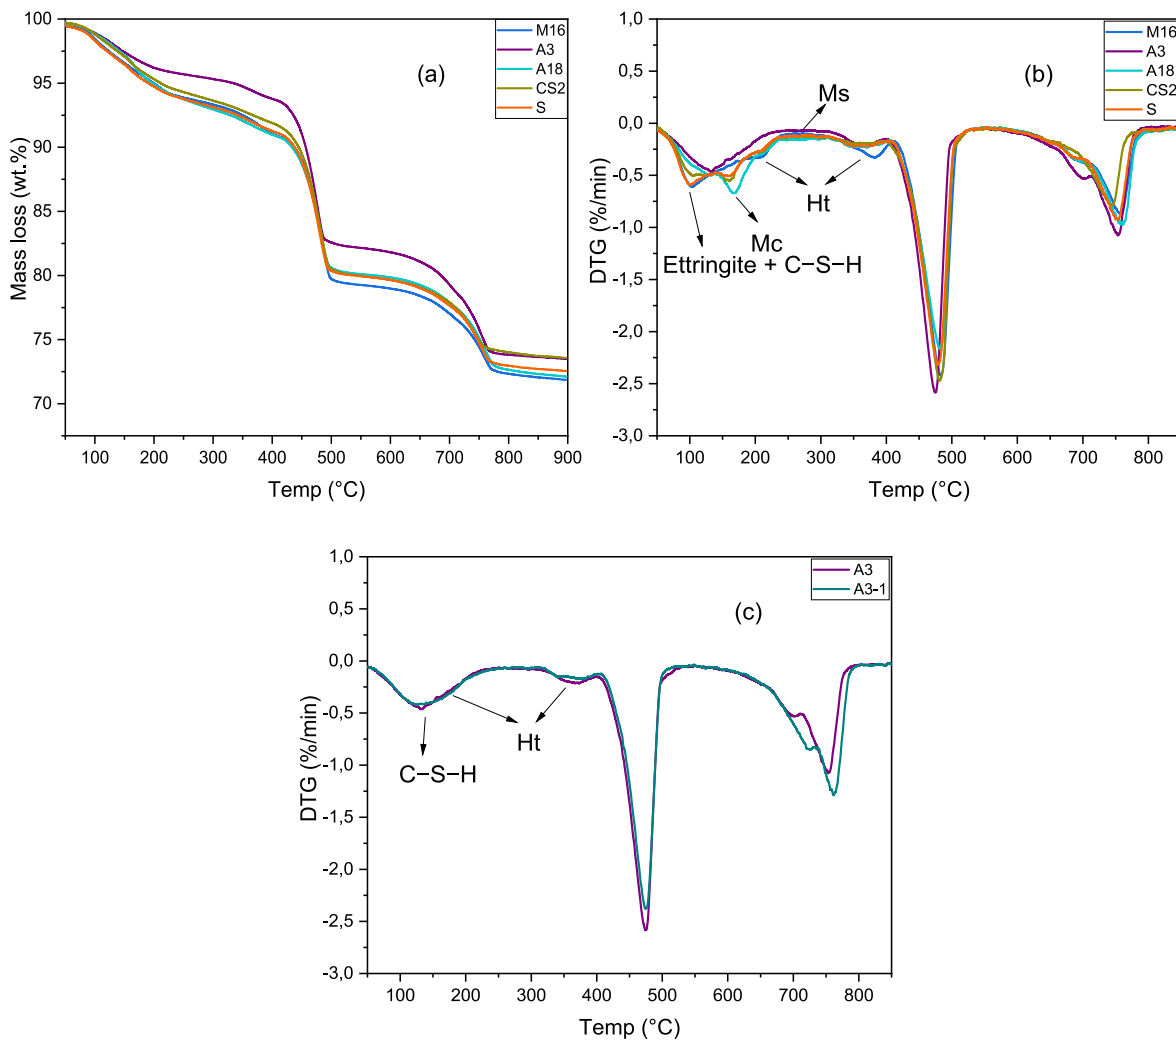 100
95
90
85
80
75
70
100 200 300 400 500 600 700 800 900
Mass loss (wt.%)
Temp (°C)
(a)
M16
A3
A18
CS2
S
1,0
0,5
0,0
-0,5
-1,0
-1,5
-2,0
-2,5
-3,0
100 200 300 400 500 600 700 800
DTG (%/min)
Temp (°C)
(b)
M16
A3
A18
CS2
S
Ms
Ht
Mc
Ettringite + C-S-H
1,0
0,5
0,0
-0,5
-1,0
-1,5
-2,0
-2,5
-3,0
100 200 300 400 500 600 700 800
DTG (%/min)
Temp (°C)
(c)
A3
A3-1
Ht
C-S-H